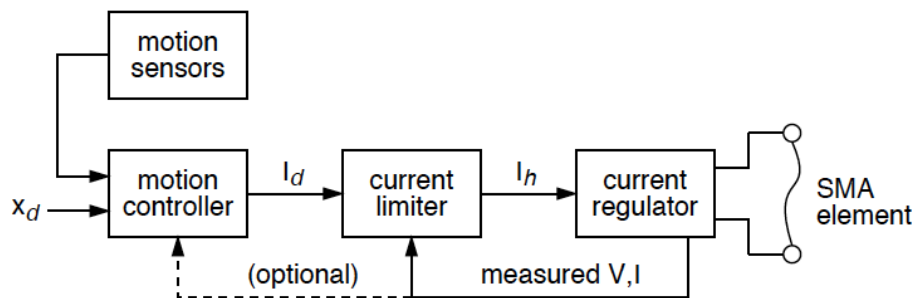 motion
sensors
x_d
motion
controller
I_d
current
limiter
I_h
current
regulator
SMA
element
(optional)
measured V,I